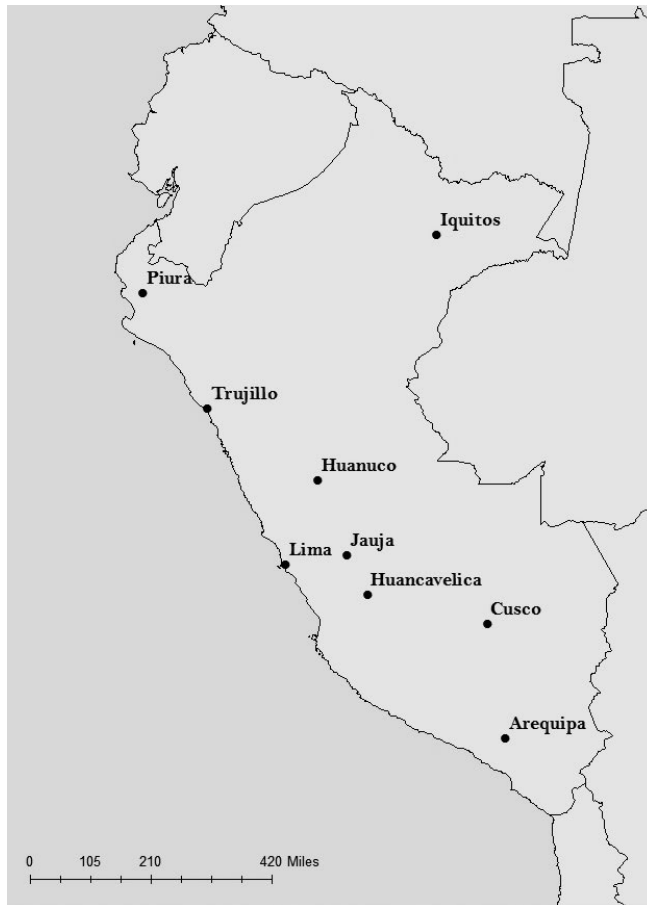 Iquitos
Piura
Trujillo
Huanuco
Lima
Jauja
Huancavelica
Cusco
Arequipa
0 105 210 420 Miles